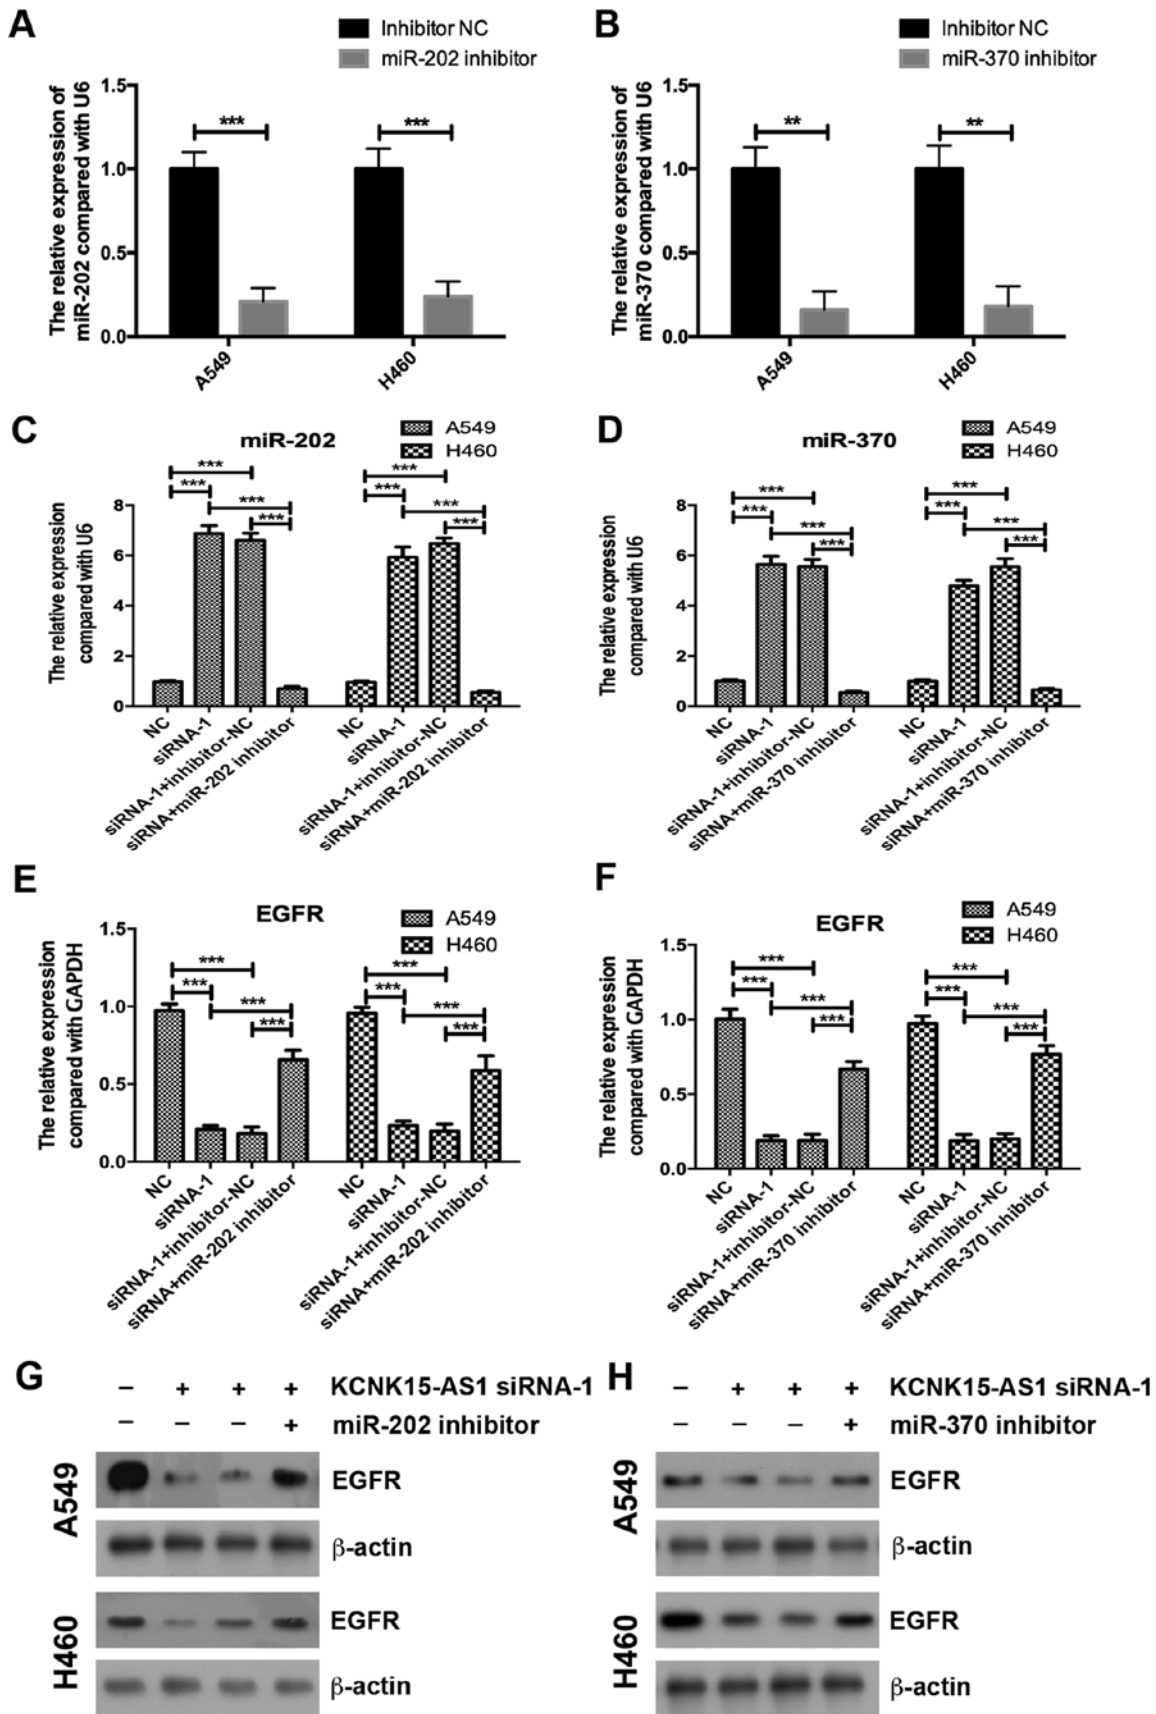 A
Inhibitor NC
miR-202 inhibitor
The relative expression of
miR-202 compared with U6
1.5
1.0
0.5
0.0
***
***
A549
H460
B
Inhibitor NC
miR-370 inhibitor
The relative expression of
miR-370 compared with U6
1.5
1.0
0.5
0.0
**
**
A549
H460
C
miR-202
A549
H460
The relative expression
compared with U6
8
6
4
2
0
***
***
***
***
***
***
***
***
NC
siRNA-1
siRNA-1+inhibitor-NC
siRNA+miR-202 inhibitor
NC
siRNA-1
siRNA-1+inhibitor-NC
siRNA+miR-202 inhibitor
D
miR-370
A549
H460
The relative expression
compared with U6
8
6
4
2
0
***
***
***
***
***
***
***
***
NC
siRNA-1
siRNA-1+inhibitor-NC
siRNA+miR-370 inhibitor
NC
siRNA-1
siRNA-1+inhibitor-NC
siRNA+miR-370 inhibitor
E
EGFR
A549
H460
The relative expression
compared with GAPDH
1.5
1.0
0.5
0.0
***
***
***
***
***
***
***
***
NC
siRNA-1
siRNA-1+inhibitor-NC
siRNA+miR-202 inhibitor
NC
siRNA-1
siRNA-1+inhibitor-NC
siRNA+miR-202 inhibitor
F
EGFR
A549
H460
The relative expression
compared with GAPDH
1.5
1.0
0.5
0.0
***
***
***
***
***
***
***
***
NC
siRNA-1
siRNA-1+inhibitor-NC
siRNA+miR-370 inhibitor
NC
siRNA-1
siRNA-1+inhibitor-NC
siRNA+miR-370 inhibitor
G
− + + + KCNK15-AS1 siRNA-1
− − − + miR-202 inhibitor
A549
EGFR
β-actin
H460
EGFR
β-actin
H
− + + + KCNK15-AS1 siRNA-1
− − − + miR-370 inhibitor
A549
EGFR
β-actin
H460
EGFR
β-actin